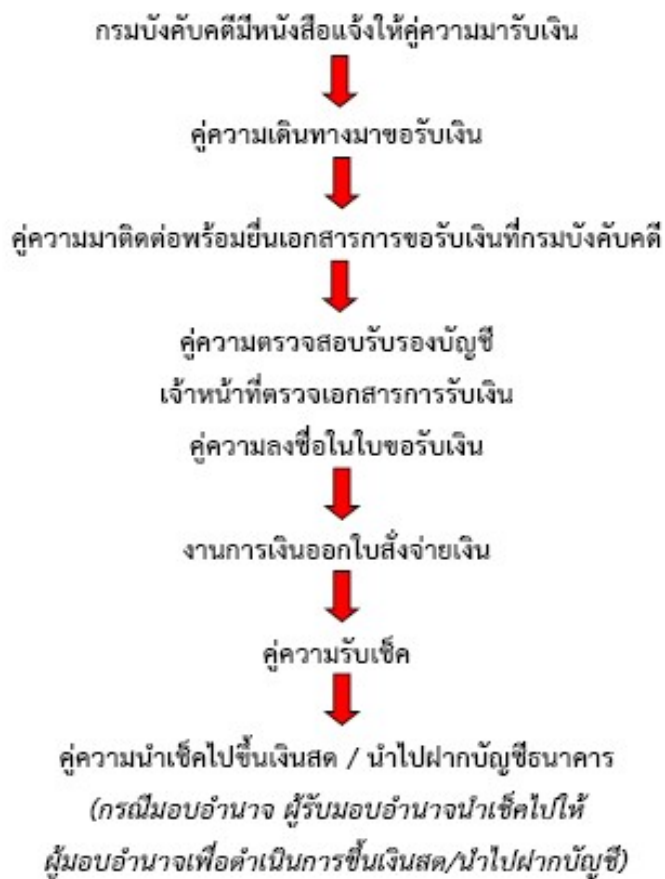 กรมบังคับคดีมีหนังสือแจ้งให้คู่ความมารับเงิน
คู่ความเดินทางมาขอรับเงิน
คู่ความมาติดต่อพร้อมยื่นเอกสารการขอรับเงินที่กรมบังคับคดี
คู่ความตรวจสอบรับรองบัญชี
เจ้าหน้าที่ตรวจเอกสารการรับเงิน
คู่ความลงชื่อในใบขอรับเงิน
งานการเงินออกใบสั่งจ่ายเงิน
คู่ความรับเช็ค
คู่ความนำเช็คไปขึ้นเงินสด / นำไปฝากบัญชีธนาคาร
(กรณีมอบอำนาจ ผู้รับมอบอำนาจนำเช็คไปให้
ผู้มอบอำนาจเพื่อดำเนินการขึ้นเงินสด/นำไปฝากบัญชี)